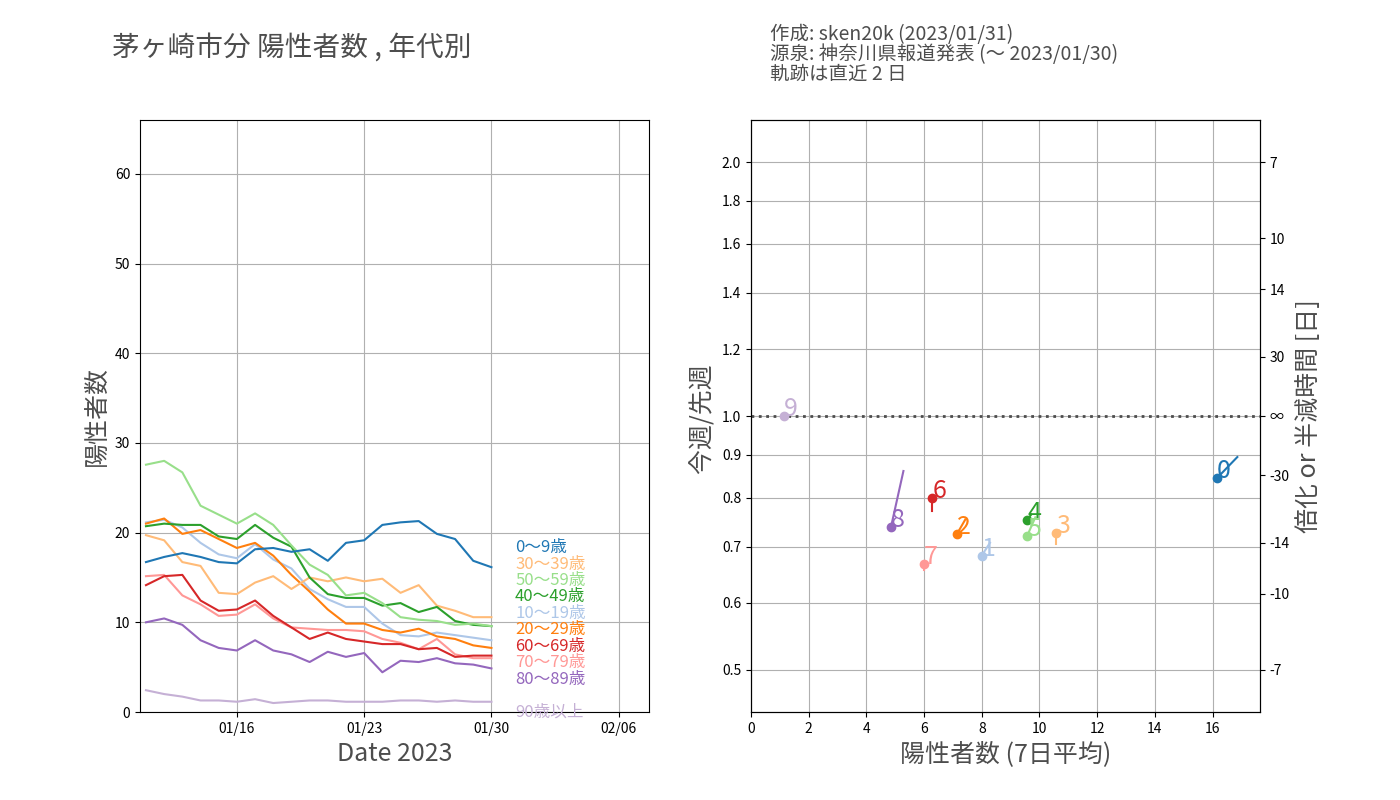 茅ヶ崎市分 陽性者数 , 年代別
作成: sken20k (2023/01/31)
源泉: 神奈川県報道発表 (〜 2023/01/30)
軌跡は直近 2 日
陽性者数
60
50
40
30
20
10
0
01/16
01/23
01/30
02/06
Date 2023
0〜9歳
30〜39歳
50〜59歳
40〜49歳
10〜19歳
20〜29歳
60〜69歳
70〜79歳
80〜89歳
90歳以上
今週/先週
2.0
1.8
1.6
1.4
1.2
1.0
0.9
0.8
0.7
0.6
0.5
9
0
6
8
4
5
3
2
1
7
0
2
4
6
8
10
12
14
16
陽性者数 (7日平均)
7
10
14
30
∞
-30
-14
-10
-7
倍化 or 半減時間 [日]